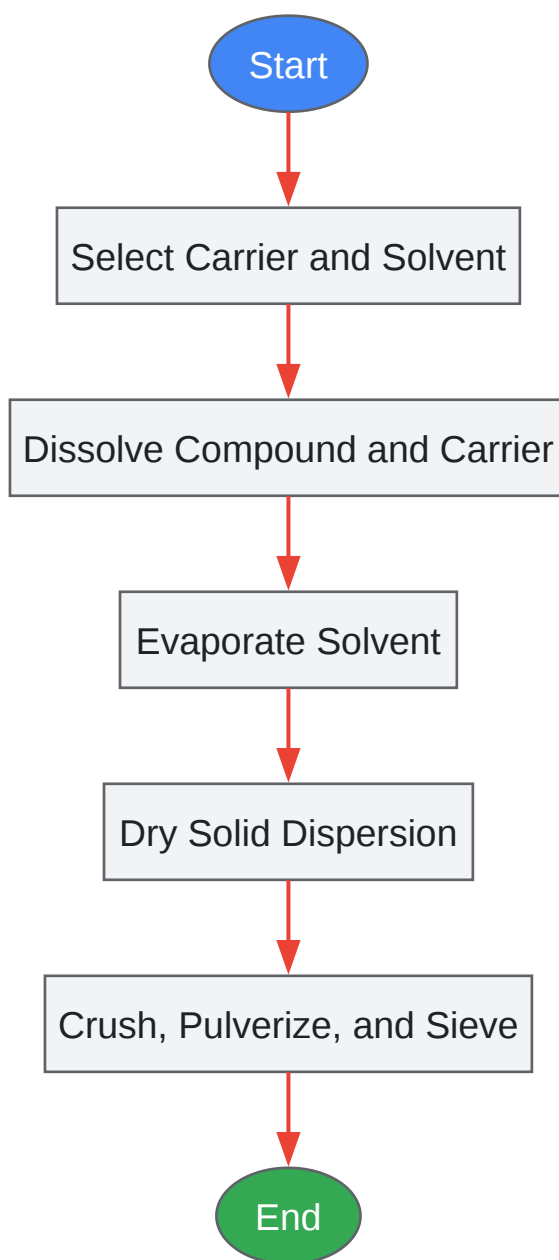 Start
Select Carrier and Solvent
Dissolve Compound and Carrier
Evaporate Solvent
Dry Solid Dispersion
Crush, Pulverize, and Sieve
End